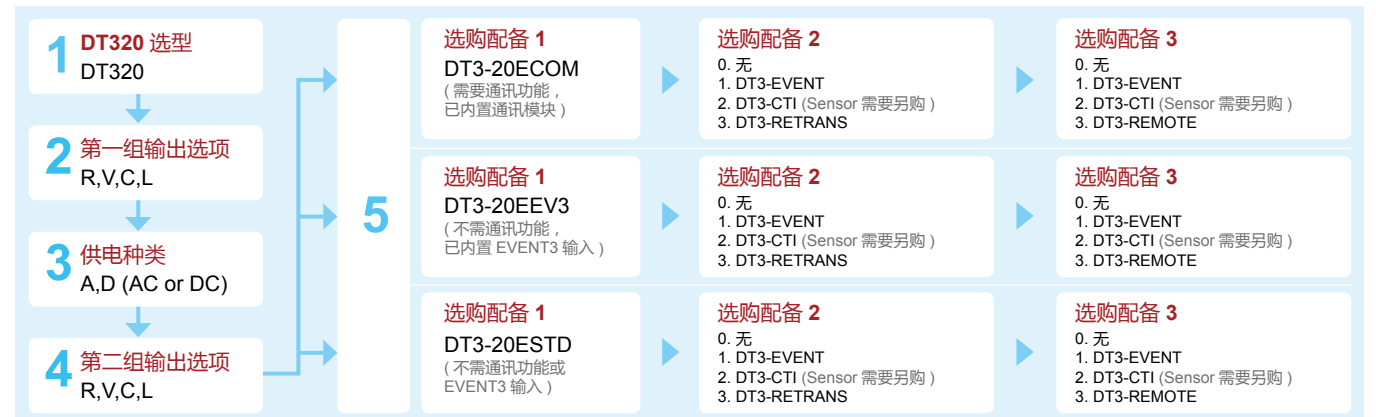 1
DT320 选型
DT320
2
第一组输出选项
R,V,C,L
3
供电种类
A,D (AC or DC)
4
第二组输出选项
R,V,C,L
5
选购配备 1
DT3-20ECOM
( 需要通讯功能 ,
已内置通讯模块 )
选购配备 2
0. 无
1. DT3-EVENT
2. DT3-CTI (Sensor 需要另购 )
3. DT3-RETRANS
选购配备 3
0. 无
1. DT3-EVENT
2. DT3-CTI (Sensor 需要另购 )
3. DT3-REMOTE
选购配备 1
DT3-20EEV3
( 不需通讯功能 ,
已内置 EVENT3 输入 )
选购配备 2
0. 无
1. DT3-EVENT
2. DT3-CTI (Sensor 需要另购 )
3. DT3-RETRANS
选购配备 3
0. 无
1. DT3-EVENT
2. DT3-CTI (Sensor 需要另购 )
3. DT3-REMOTE
选购配备 1
DT3-20ESTD
( 不需通讯功能或
EVENT3 输入 )
选购配备 2
0. 无
1. DT3-EVENT
2. DT3-CTI (Sensor 需要另购 )
3. DT3-RETRANS
选购配备 3
0. 无
1. DT3-EVENT
2. DT3-CTI (Sensor 需要另购 )
3. DT3-REMOTE